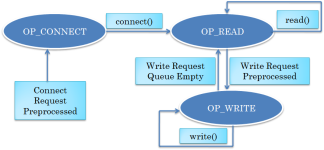 connect()
read()
OP_CONNECT
OP_READ
Connect
Request
Preprocessed
Write Request
Queue Empty
Write Request
Preprocessed
OP_WRITE
write()